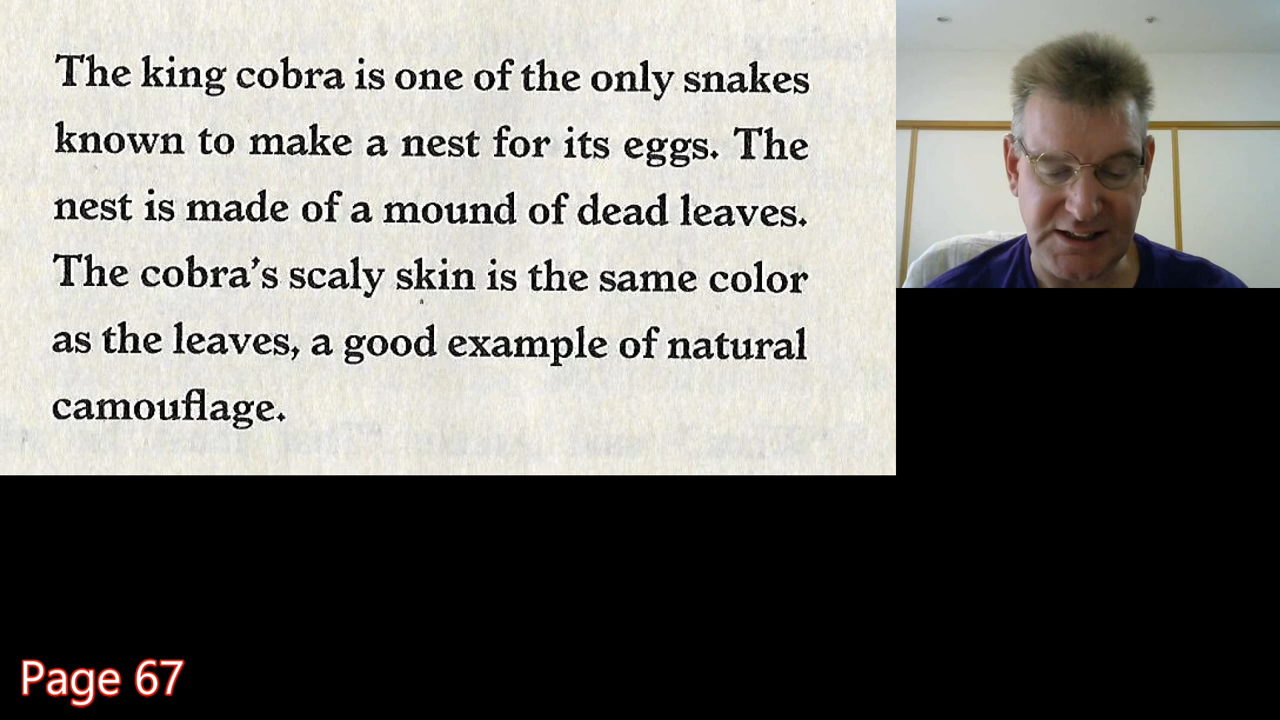 The king cobra is one of the only snakes
known to make a nest for its eggs. The
nest is made of a mound of dead leaves.
The cobra’s scaly skin is the same color
as the leaves, a good example of natural
camouflage.
Page 67